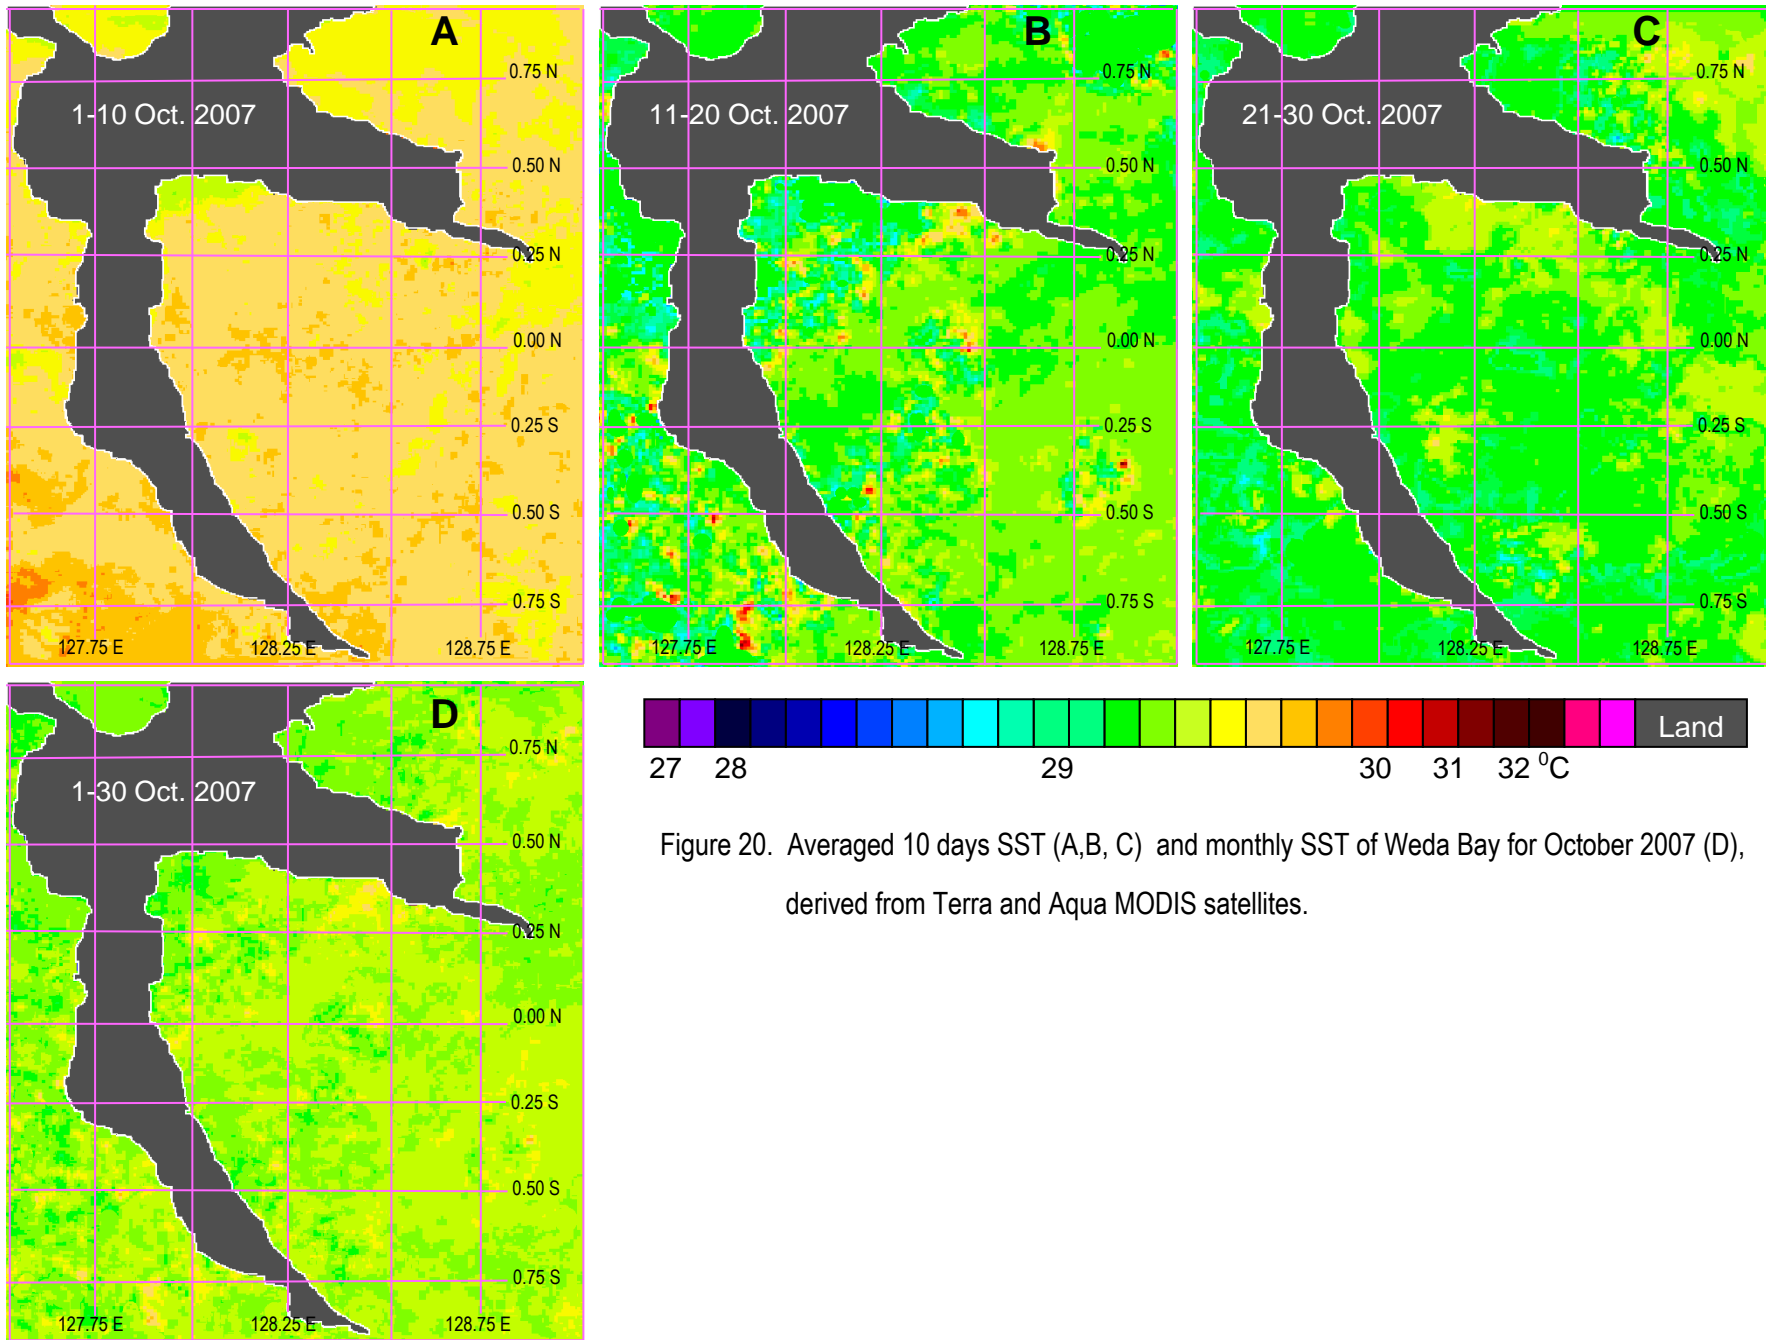 A
0.75 N
1-10 Oct. 2007
0.50 N
0.25 N
0.00 N
0.25 S
0.50 S
0.75 S
127.75 E 128.25 E 128.75 E
B
0.75 N
11-20 Oct. 2007
0.50 N
0.25 N
0.00 N
0.25 S
0.50 S
0.75 S
127.75 E 128.25 E 128.75 E
C
0.75 N
21-30 Oct. 2007
0.50 N
0.25 N
0.00 N
0.25 S
0.50 S
0.75 S
127.75 E 128.25 E 128.75 E
D
0.75 N
1-30 Oct. 2007
0.50 N
0.25 N
0.00 N
0.25 S
0.50 S
0.75 S
127.75 E 128.25 E 128.75 E
Land
27 28 29 30 31 32 ⁰C
Figure 20. Averaged 10 days SST (A,B, C) and monthly SST of Weda Bay for October 2007 (D),
derived from Terra and Aqua MODIS satellites.